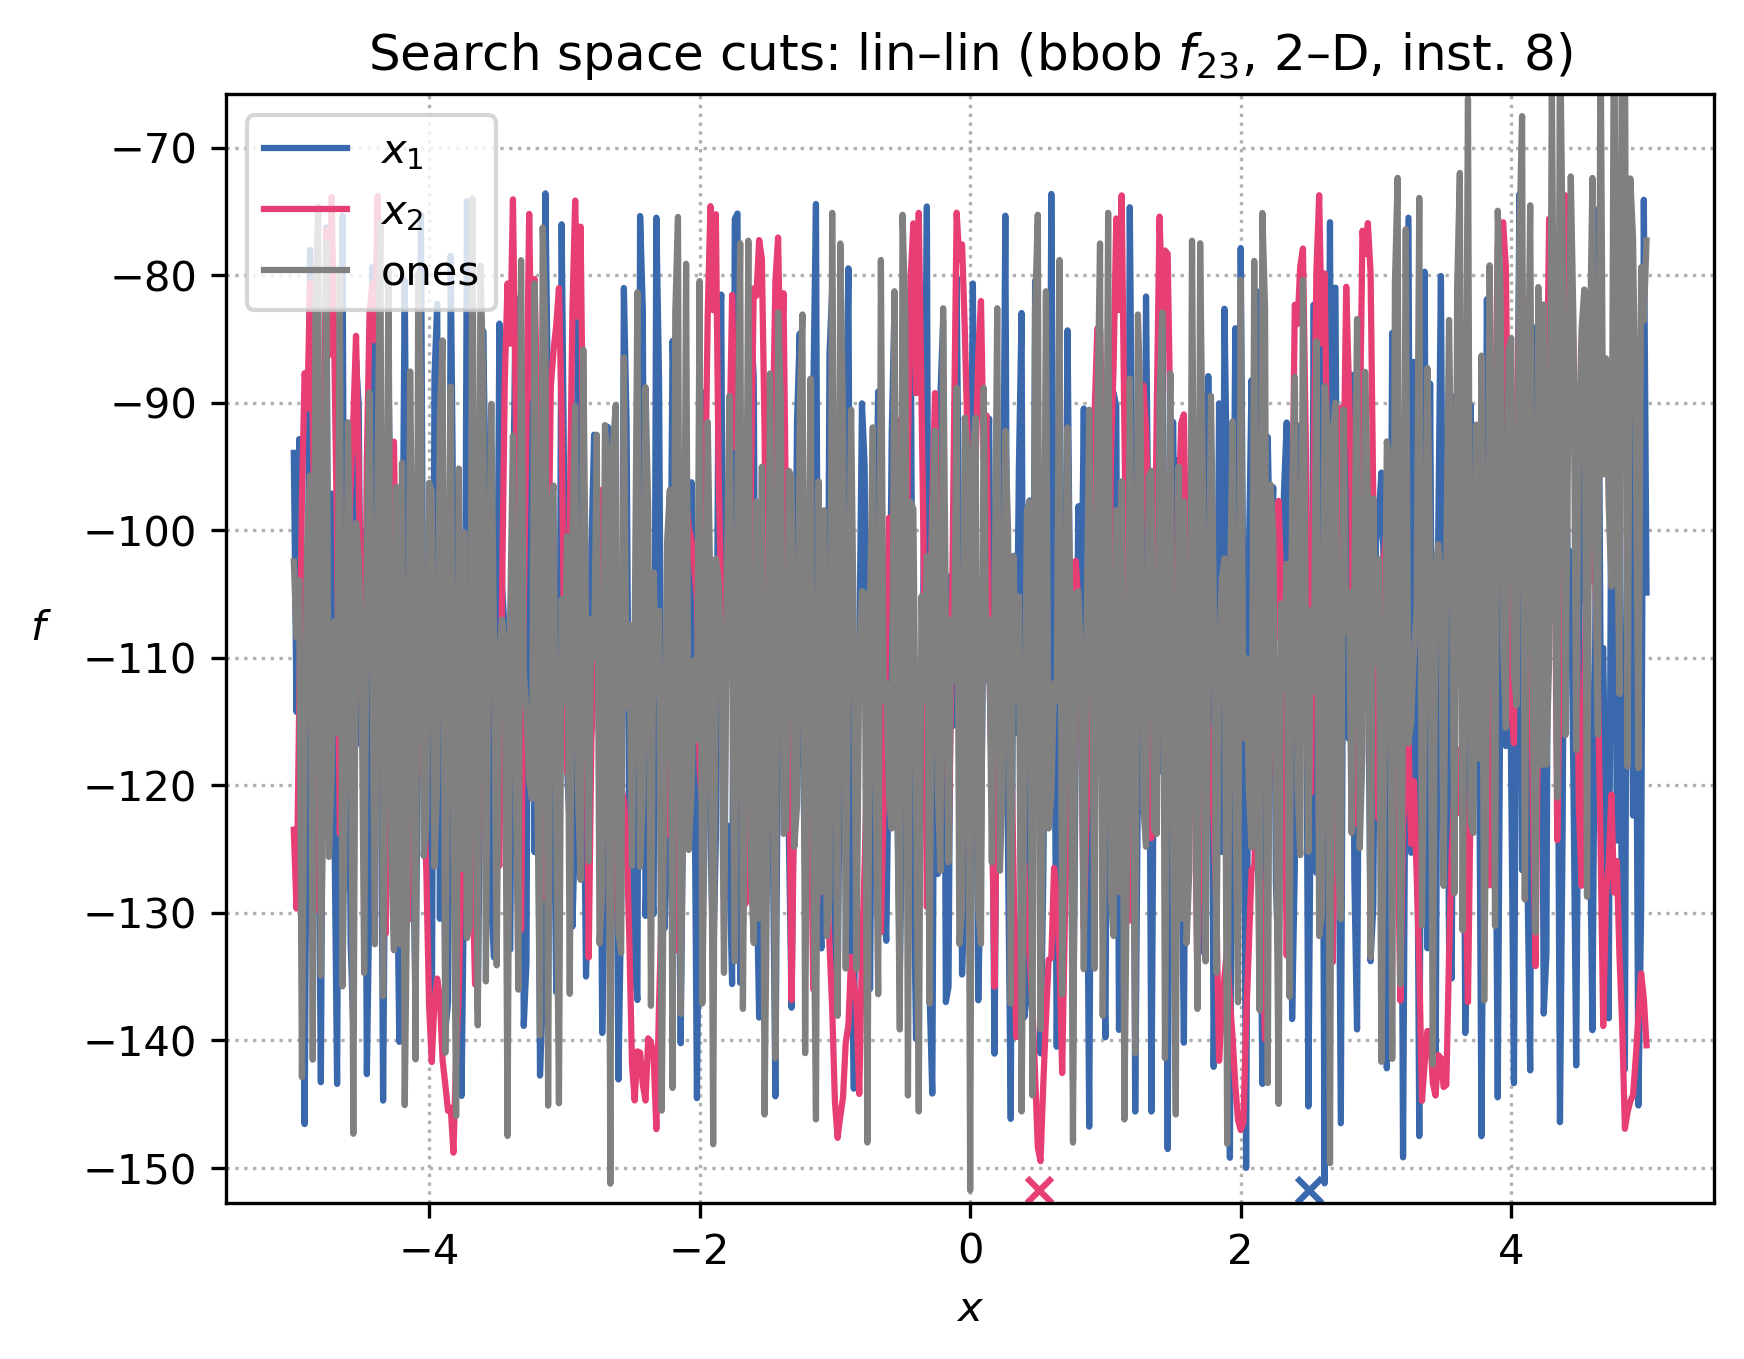 Search space cuts: lin–lin (bbob f₂₃, 2–D, inst. 8)
x₁
x₂
ones
−70
−80
−90
−100
−110
−120
−130
−140
−150
f
−4
−2
0
2
4
x